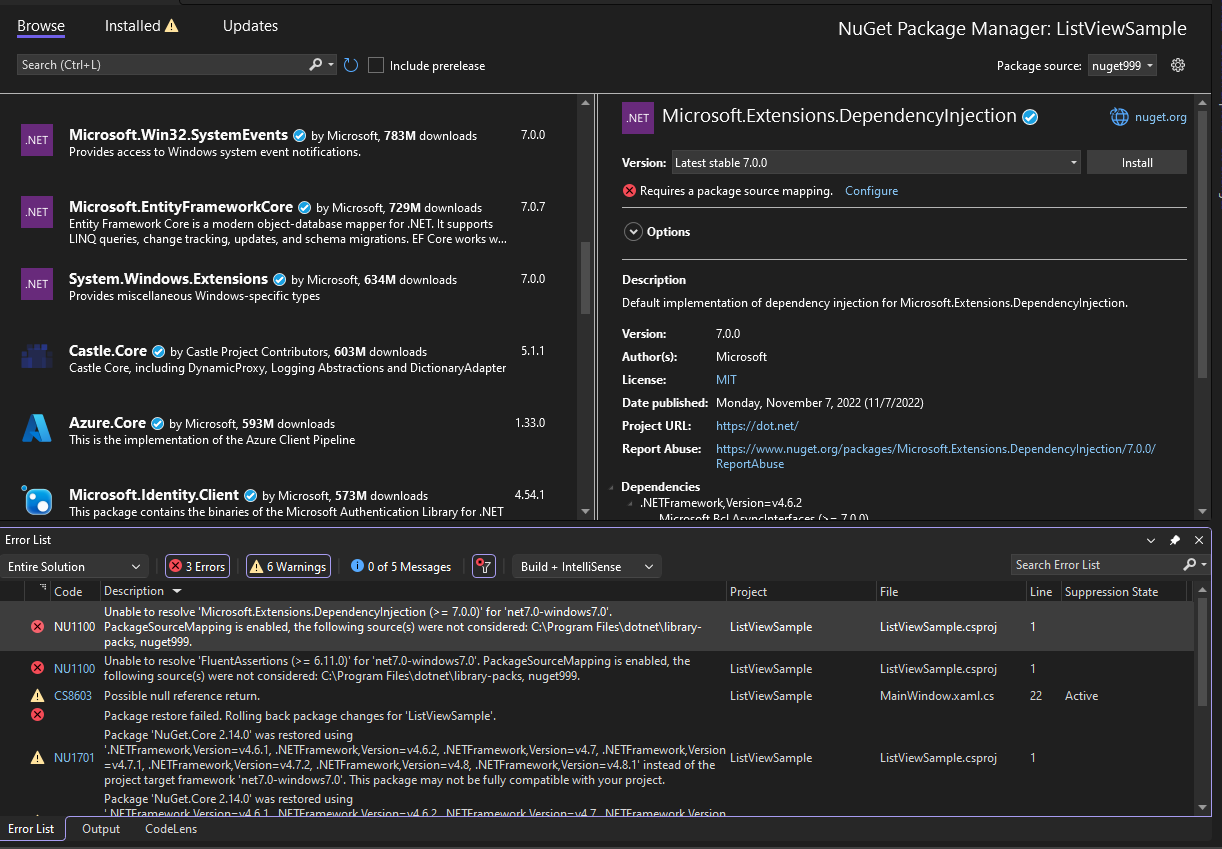 Browse
Installed
Updates
NuGet Package Manager: ListViewSample
Search (Ctrl+L)
Include prerelease
Package source:
nuget999
.NET
Microsoft.Win32.SystemEvents by Microsoft, 783M downloads
7.0.0
Provides access to Windows system event notifications.
.NET
Microsoft.EntityFrameworkCore by Microsoft, 729M downloads
7.0.7
Entity Framework Core is a modern object-database mapper for .NET. It supports
LINQ queries, change tracking, updates, and schema migrations. EF Core works w...
.NET
System.Windows.Extensions by Microsoft, 634M downloads
7.0.0
Provides miscellaneous Windows-specific types
Castle.Core by Castle Project Contributors, 603M downloads
5.1.1
Castle Core, including DynamicProxy, Logging Abstractions and DictionaryAdapter
Azure.Core by Microsoft, 593M downloads
1.33.0
This is the implementation of the Azure Client Pipeline
Microsoft.Identity.Client by Microsoft, 573M downloads
4.54.1
This package contains the binaries of the Microsoft Authentication Library for .NET
.NET
Microsoft.Extensions.DependencyInjection
nuget.org
Version:
Latest stable 7.0.0
Install
Requires a package source mapping. Configure
Options
Description
Default implementation of dependency injection for Microsoft.Extensions.DependencyInjection.
Version: 7.0.0
Author(s): Microsoft
License: MIT
Date published: Monday, November 7, 2022 (11/7/2022)
Project URL: https://dot.net/
Report Abuse: https://www.nuget.org/packages/Microsoft.Extensions.DependencyInjection/7.0.0/
ReportAbuse
Dependencies
.NETFramework,Version=v4.6.2
Microsoft.Bcl.AsyncInterfaces (>= 7.0.0)
Error List
Entire Solution
3 Errors
6 Warnings
0 of 5 Messages
Build + IntelliSense
Search Error List
Code
Description
Project
File
Line
Suppression State
Unable to resolve 'Microsoft.Extensions.DependencyInjection (>= 7.0.0)' for 'net7.0-windows7.0'.
NU1100 PackageSourceMapping is enabled, the following source(s) were not considered: C:\Program Files\dotnet\library- ListViewSample ListViewSample.csproj 1
packs, nuget999.
Unable to resolve 'FluentAssertions (>= 6.11.0)' for 'net7.0-windows7.0'. PackageSourceMapping is enabled, the
NU1100 following source(s) were not considered: C:\Program Files\dotnet\library-packs, nuget999. ListViewSample ListViewSample.csproj 1
CS8603 Possible null reference return. ListViewSample MainWindow.xaml.cs 22 Active
Package restore failed. Rolling back package changes for 'ListViewSample'.
Package 'NuGet.Core 2.14.0' was restored using
'.NETFramework,Version=v4.6.1, .NETFramework,Version=v4.6.2, .NETFramework,Version=v4.7, .NETFramework,Version
NU1701 =v4.7.1, .NETFramework,Version=v4.7.2, .NETFramework,Version=v4.8, .NETFramework,Version=v4.8.1' instead of the ListViewSample ListViewSample.csproj 1
project target framework 'net7.0-windows7.0'. This package may not be fully compatible with your project.
Package 'NuGet.Core 2.14.0' was restored using
'.NETFramework,Version=v4.6.1, .NETFramework,Version=v4.6.2, .NETFramework,Version=v4.7, .NETFramework,Version
Error List
Output
CodeLens